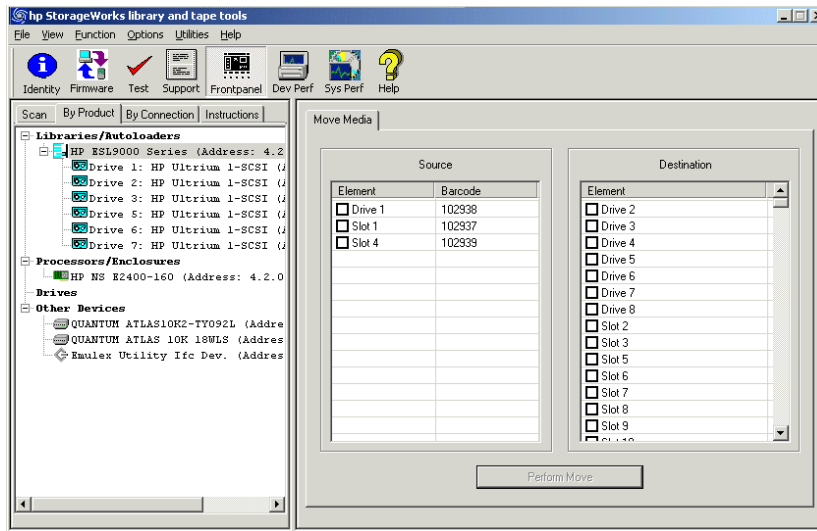 hp StorageWorks library and tape tools
File View Function Options Utilities Help
Identity Firmware Test Support Frontpanel Dev Perf Sys Perf Help
Scan By Product By Connection Instructions
Libraries/Autoloaders
HP ESL9000 Series (Address: 4.2
Drive 1: HP Ultrium 1-SCSI (
Drive 2: HP Ultrium 1-SCSI (
Drive 3: HP Ultrium 1-SCSI (
Drive 5: HP Ultrium 1-SCSI (
Drive 6: HP Ultrium 1-SCSI (
Drive 7: HP Ultrium 1-SCSI (
Processors/Enclosures
HP NS E2400-160 (Address: 4.2.0
Drives
Other Devices
QUANTUM ATLAS10K2-TY092L (Addre
QUANTUM ATLAS 10K 18WLS (Addres
Emulex Utility Ifc Dev. (Addres
Move Media
Source
Element Barcode
Drive 1 102938
Slot 1 102937
Slot 4 102939
Destination
Element
Drive 2
Drive 3
Drive 4
Drive 5
Drive 6
Drive 7
Drive 8
Slot 2
Slot 3
Slot 5
Slot 6
Slot 7
Slot 8
Slot 9
Perform Move